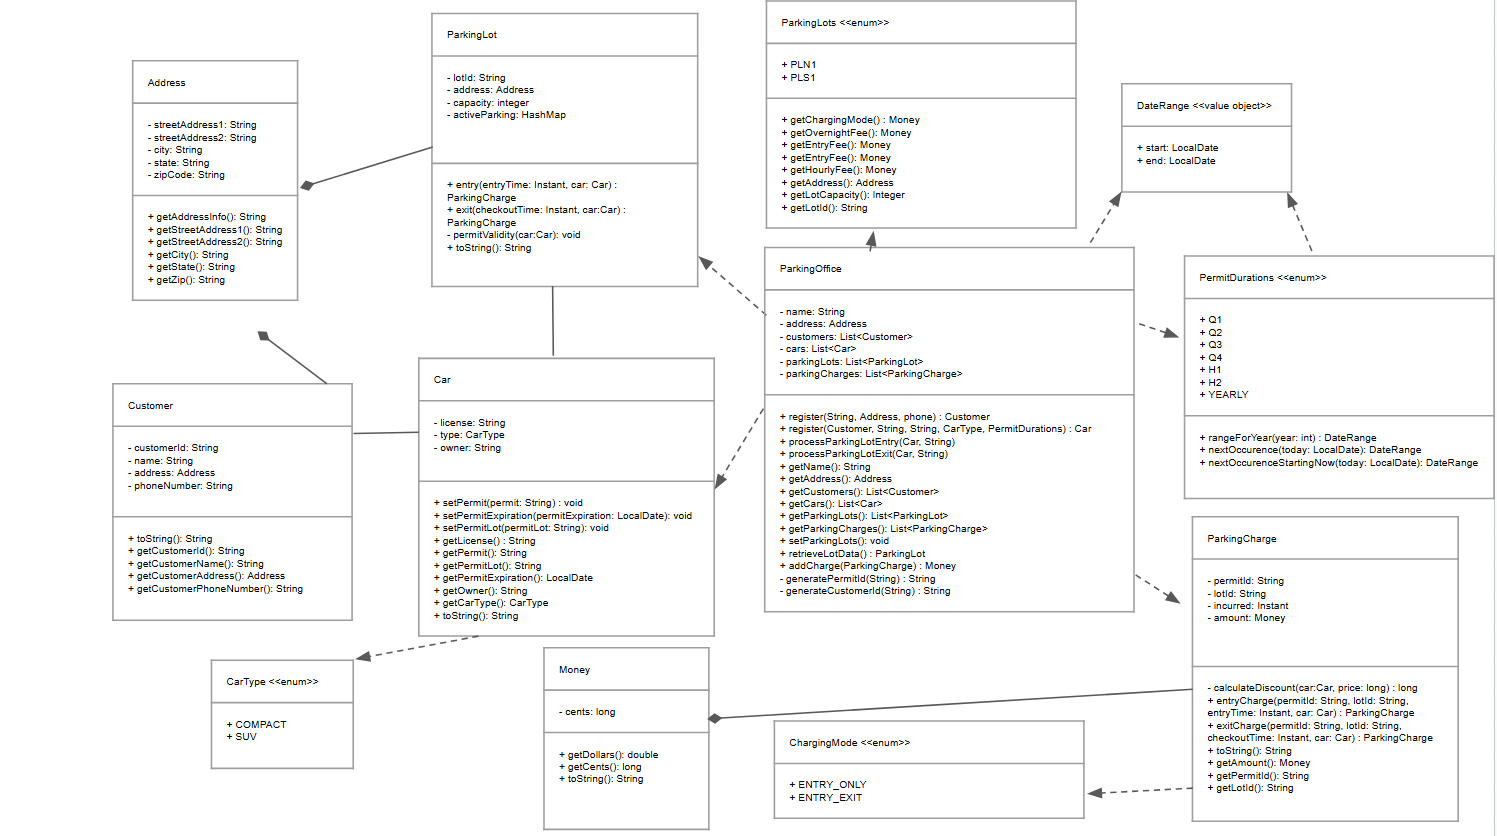 Address
- streetAddress1: String
- streetAddress2: String
- city: String
- state: String
- zipCode: String
+ getAddressInfo(): String
+ getStreetAddress1(): String
+ getStreetAddress2(): String
+ getCity(): String
+ getState(): String
+ getZip(): String
ParkingLot
- lotId: String
- address: Address
- capacity: integer
- activeParking: HashMap
+ entry(entryTime: Instant, car: Car) :
ParkingCharge
+ exit(checkoutTime: Instant, car:Car) :
ParkingCharge
- permitValidity(car:Car): void
+ toString(): String
ParkingLots <<enum>>
+ PLN1
+ PLS1
+ getChargingMode() : Money
+ getOvernightFee(): Money
+ getEntryFee(): Money
+ getEntryFee(): Money
+ getHourlyFee(): Money
+ getAddress(): Address
+ getLotCapacity(): Integer
+ getLotId(): String
DateRange <<value object>>
+ start: LocalDate
+ end: LocalDate
ParkingOffice
- name: String
- address: Address
- customers: List<Customer>
- cars: List<Car>
- parkingLots: List<ParkingLot>
- parkingCharges: List<ParkingCharge>
+ register(String, Address, phone) : Customer
+ register(Customer, String, String, CarType, PermitDurations) : Car
+ processParkingLotEntry(Car, String)
+ processParkingLotExit(Car, String)
+ getName(): String
+ getAddress(): Address
+ getCustomers(): List<Customer>
+ getCars(): List<Car>
+ getParkingLots(): List<ParkingLot>
+ getParkingCharges(): List<ParkingCharge>
+ setParkingLots(): void
+ retrieveLotData() : ParkingLot
+ addCharge(ParkingCharge) : Money
- generatePermitId(String) : String
- generateCustomerId(String) : String
PermitDurations <<enum>>
+ Q1
+ Q2
+ Q3
+ Q4
+ H1
+ H2
+ YEARLY
+ rangeForYear(year: int) : DateRange
+ nextOccurence(today: LocalDate): DateRange
+ nextOccurenceStartingNow(today: LocalDate): DateRange
Customer
- customerId: String
- name: String
- address: Address
- phoneNumber: String
+ toString(): String
+ getCustomerId(): String
+ getCustomerName(): String
+ getCustomerAddress(): Address
+ getCustomerPhoneNumber(): String
Car
- license: String
- type: CarType
- owner: String
+ setPermit(permit: String) : void
+ setPermitExpiration(permitExpiration: LocalDate): void
+ setPermitLot(permitLot: String): void
+ getLicense() : String
+ getPermit(): String
+ getPermitLot(): String
+ getPermitExpiration(): LocalDate
+ getOwner(): String
+ getCarType(): CarType
+ toString(): String
ParkingCharge
- permitId: String
- lotId: String
- incurred: Instant
- amount: Money
- calculateDiscount(car:Car, price: long) : long
+ entryCharge(permitId: String, lotId: String,
entryTime: Instant, car: Car) : ParkingCharge
+ exitCharge(permitId: String, lotId: String,
checkoutTime: Instant, car: Car) : ParkingCharge
+ toString(): String
+ getAmount(): Money
+ getPermitId(): String
+ getLotId(): String
CarType <<enum>>
+ COMPACT
+ SUV
Money
- cents: long
+ getDollars(): double
+ getCents(): long
+ toString(): String
ChargingMode <<enum>>
+ ENTRY_ONLY
+ ENTRY_EXIT